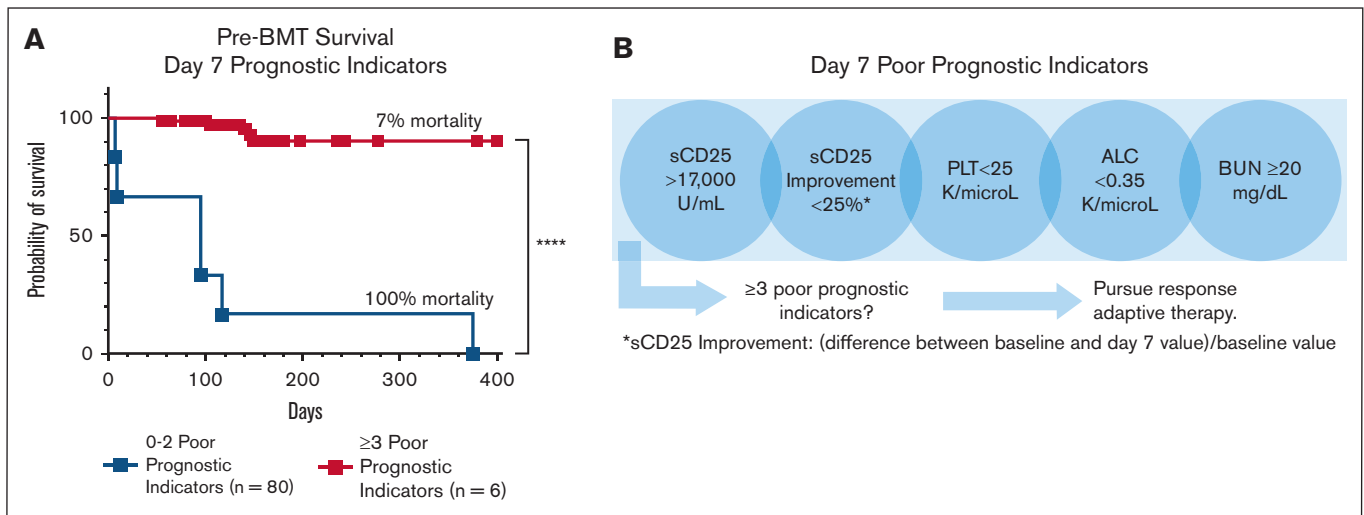 A
Pre-BMT Survival
Day 7 Prognostic Indicators
Probability of survival
100
50
0
7% mortality
100% mortality
****
0
100
200
300
400
Days
0-2 Poor
Prognostic
Indicators (n = 80)
≥3 Poor
Prognostic
Indicators (n = 6)
B
Day 7 Poor Prognostic Indicators
sCD25
>17,000
U/mL
sCD25
Improvement
<25%*
PLT<25
K/microL
ALC
<0.35
K/microL
BUN ≥20
mg/dL
≥3 poor prognostic
indicators?
Pursue response
adaptive therapy.
*sCD25 Improvement: (difference between baseline and day 7 value)/baseline value